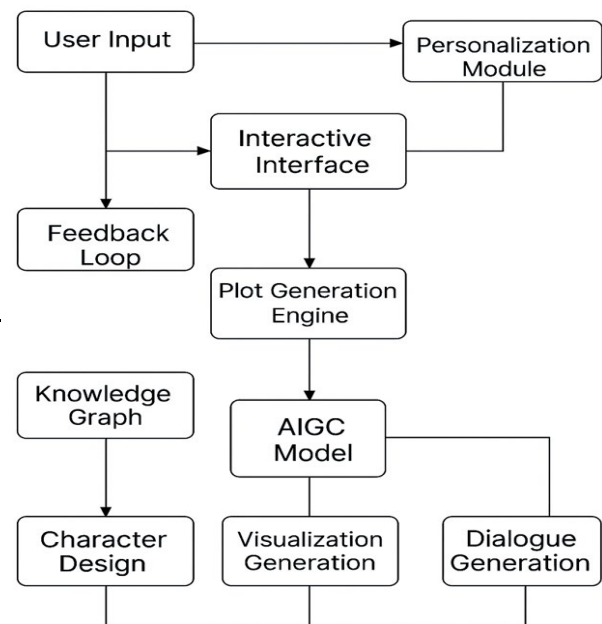 User Input
Personalization
Module
Interactive
Interface
Feedback
Loop
Plot Generation
Engine
Knowledge
Graph
AIGC
Model
Character
Design
Visualization
Generation
Dialogue
Generation